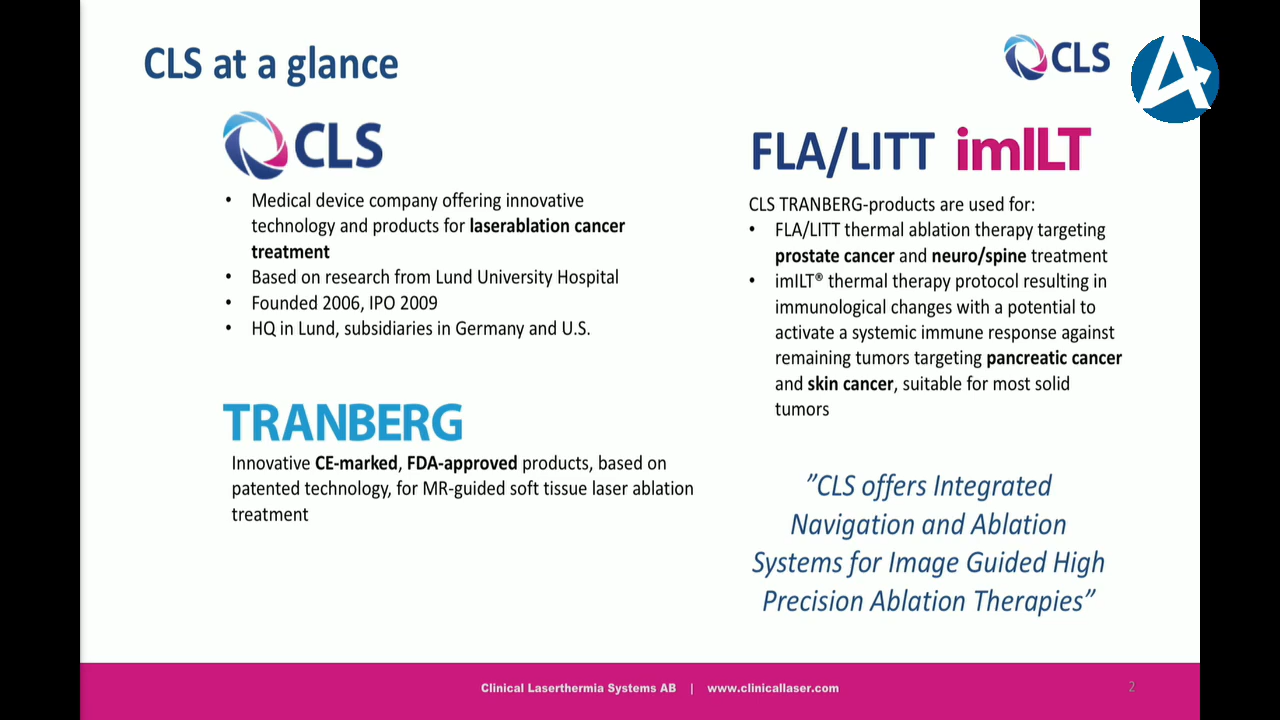 CLS at a glance
CLS
CLS
• Medical device company offering innovative
technology and products for laserablation cancer
treatment
• Based on research from Lund University Hospital
• Founded 2006, IPO 2009
• HQ in Lund, subsidiaries in Germany and U.S.
TRANBERG
Innovative CE-marked, FDA-approved products, based on
patented technology, for MR-guided soft tissue laser ablation
treatment
FLA/LITT imILT
CLS TRANBERG-products are used for:
• FLA/LITT thermal ablation therapy targeting
prostate cancer and neuro/spine treatment
• imILT® thermal therapy protocol resulting in
immunological changes with a potential to
activate a systemic immune response against
remaining tumors targeting pancreatic cancer
and skin cancer, suitable for most solid
tumors
”CLS offers Integrated
Navigation and Ablation
Systems for Image Guided High
Precision Ablation Therapies”
Clinical Laserthermia Systems AB | www.clinicallaser.com
2